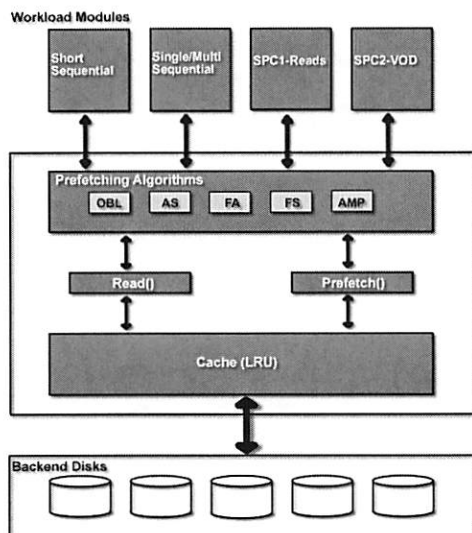 Workload Modules
Short
Sequential
Single/Multi
Sequential
SPC1-Reads
SPC2-VOD
Prefetching Algorithms
OBL
AS
FA
FS
AMP
Read()
Prefetch()
Cache (LRU)
Backend Disks